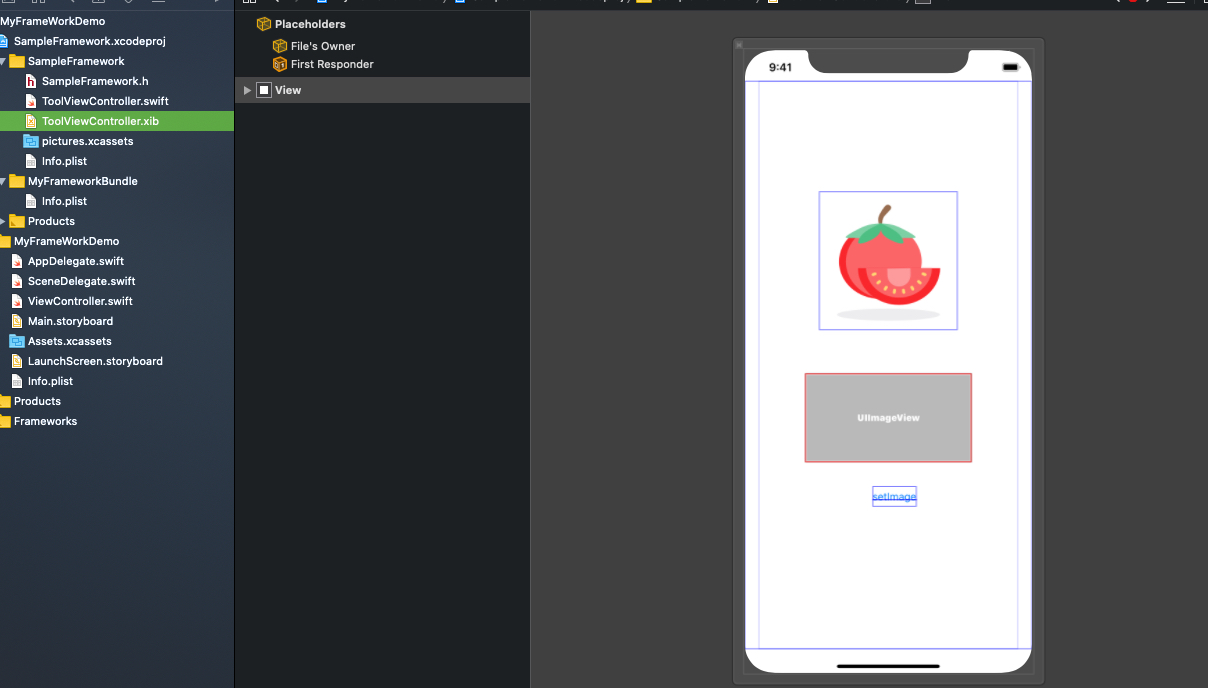 MyFrameWorkDemo
SampleFramework.xcodeproj
SampleFramework
h SampleFramework.h
ToolViewController.swift
ToolViewController.xib
pictures.xcassets
Info.plist
MyFrameworkBundle
Info.plist
Products
MyFrameWorkDemo
AppDelegate.swift
SceneDelegate.swift
ViewController.swift
Main.storyboard
Assets.xcassets
LaunchScreen.storyboard
Info.plist
Products
Frameworks
Placeholders
File's Owner
First Responder
View
9:41
UIImageView
setImage